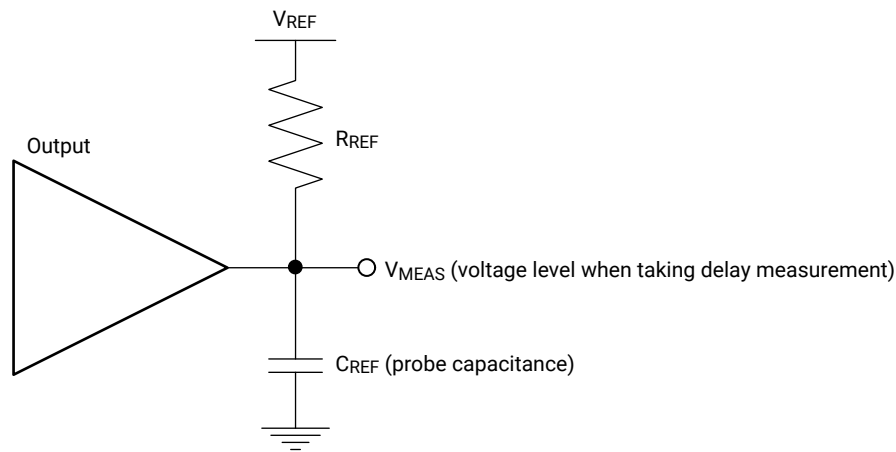 VREF
RREF
Output
VMEAS (voltage level when taking delay measurement)
CREF (probe capacitance)